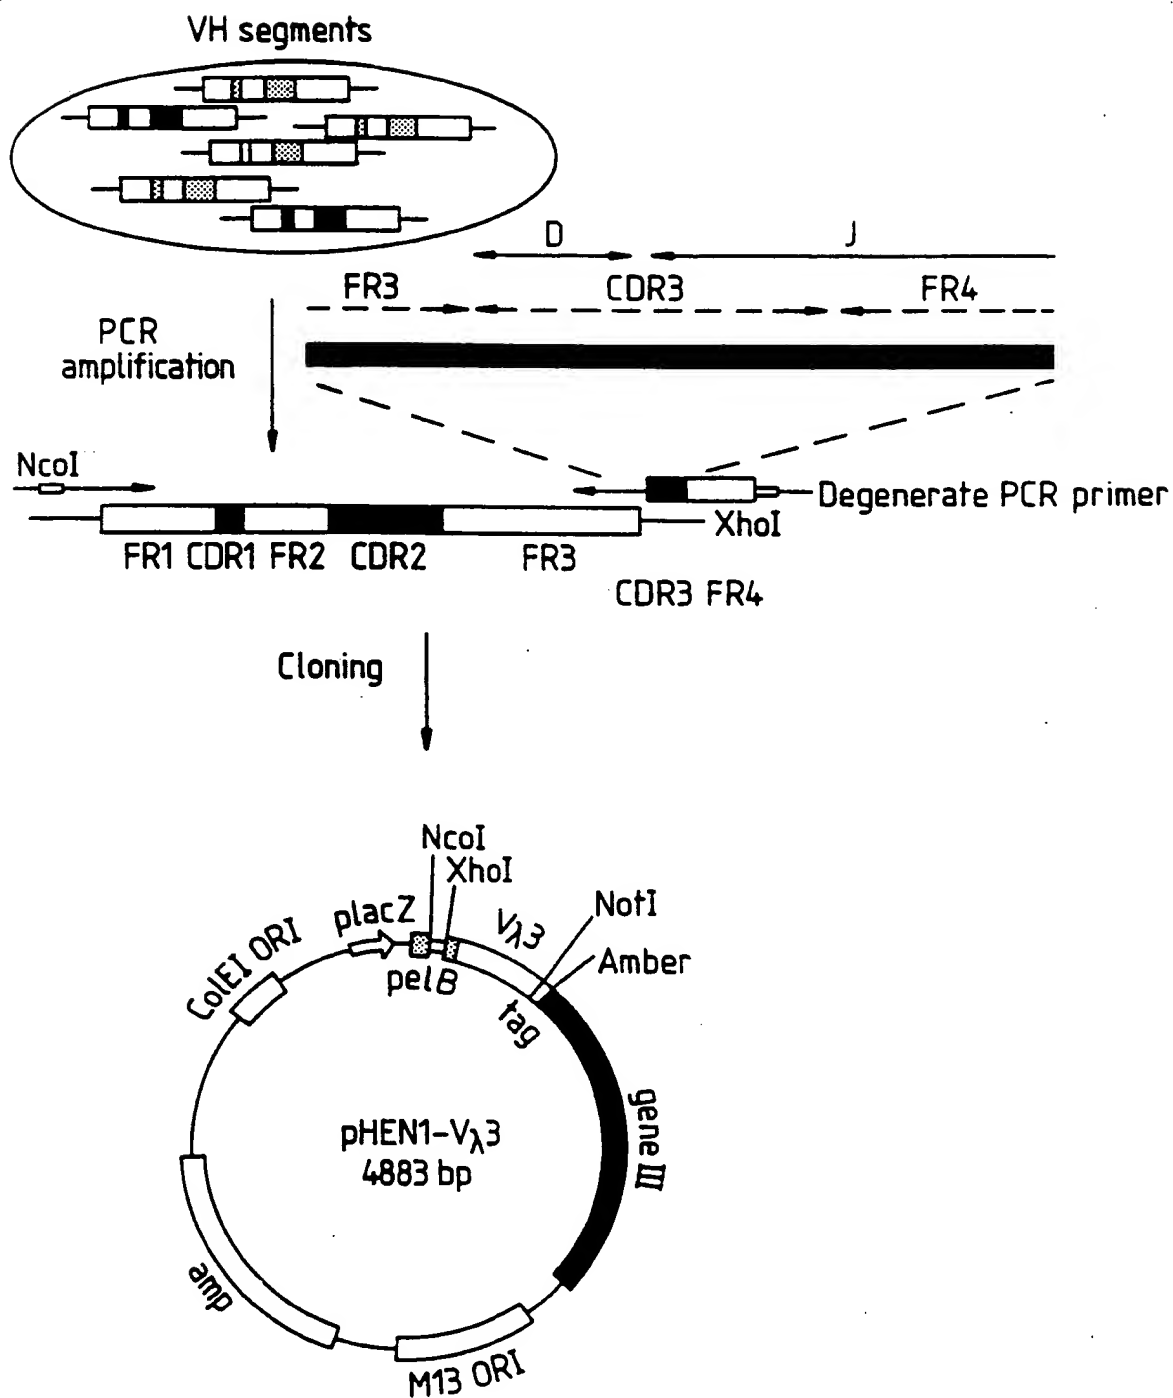 VH segments
D
J
FR3
CDR3
FR4
PCR
amplification
NcoI
Degenerate PCR primer
XhoI
FR1 CDR1 FR2 CDR2 FR3
CDR3 FR4
Cloning
NcoI
XhoI
placZ
Vλ3
NotI
Amber
ColEI ORI
pelB
tag
gene III
pHEN1-Vλ3
4883 bp
amp
M13 ORI